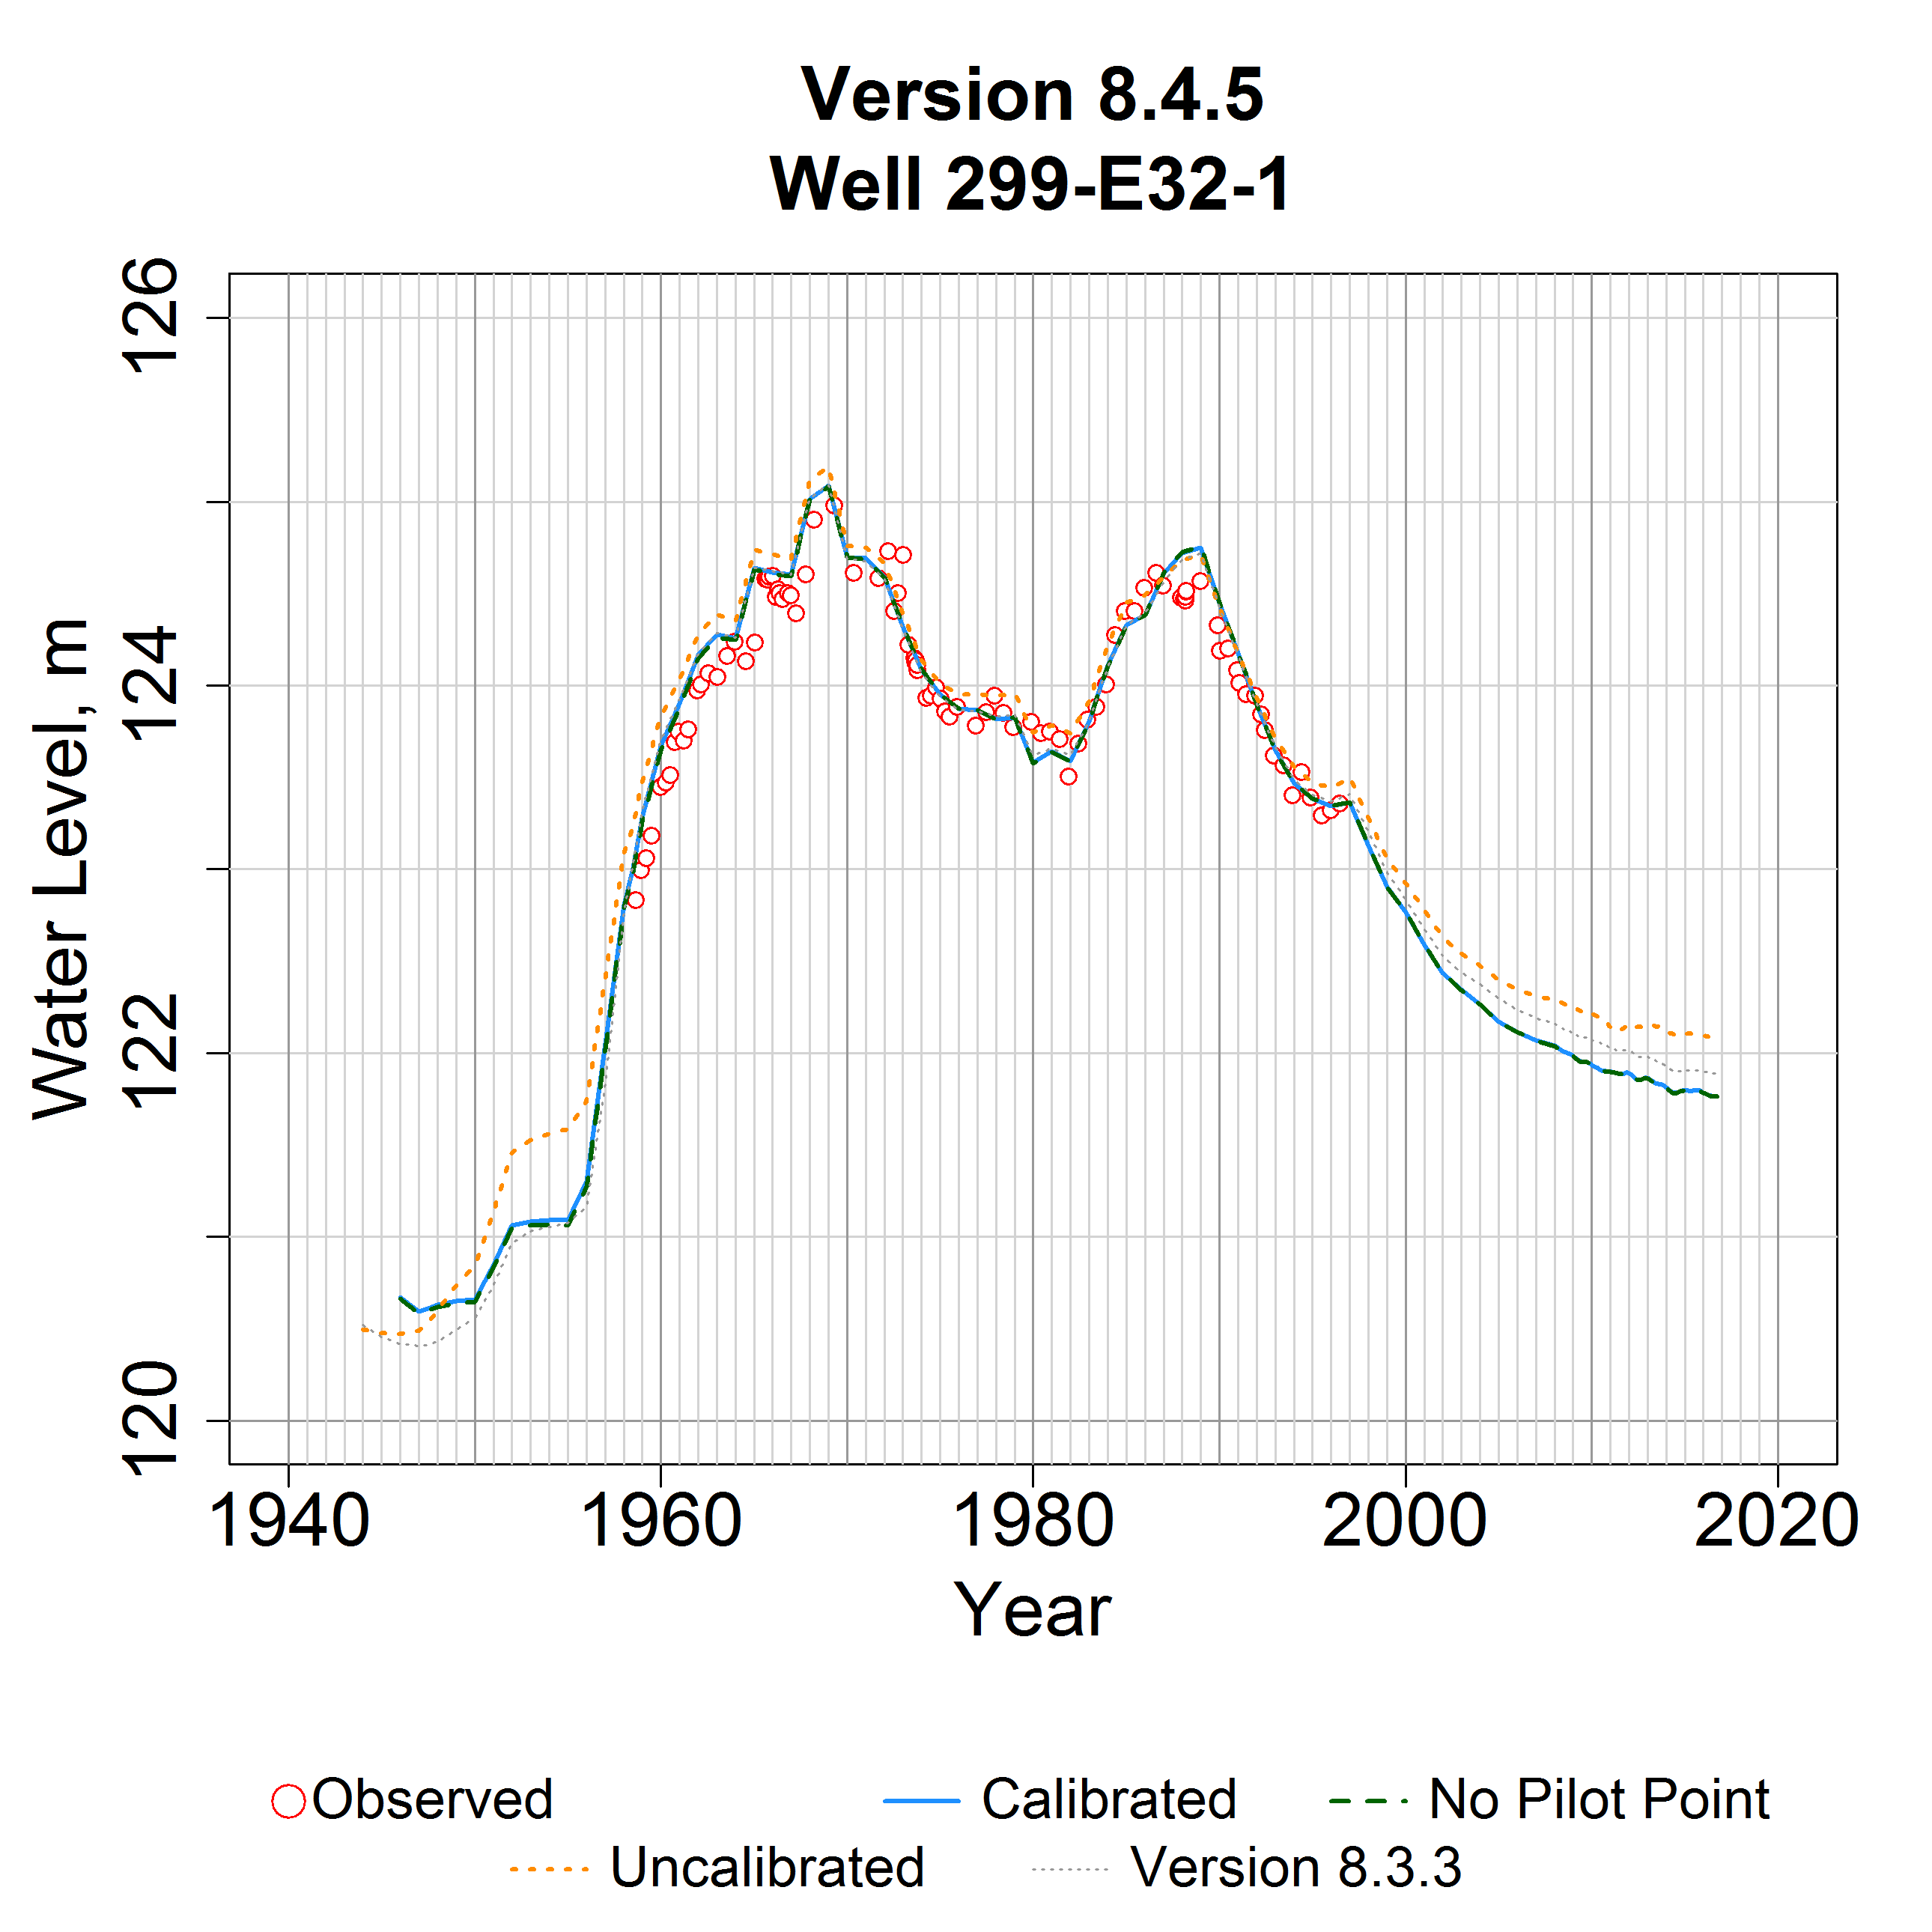 Version 8.4.5
Well 299-E32-1
Water Level, m
126
124
122
120
1940 1960 1980 2000 2020
Year
Observed Calibrated No Pilot Point
Uncalibrated Version 8.3.3